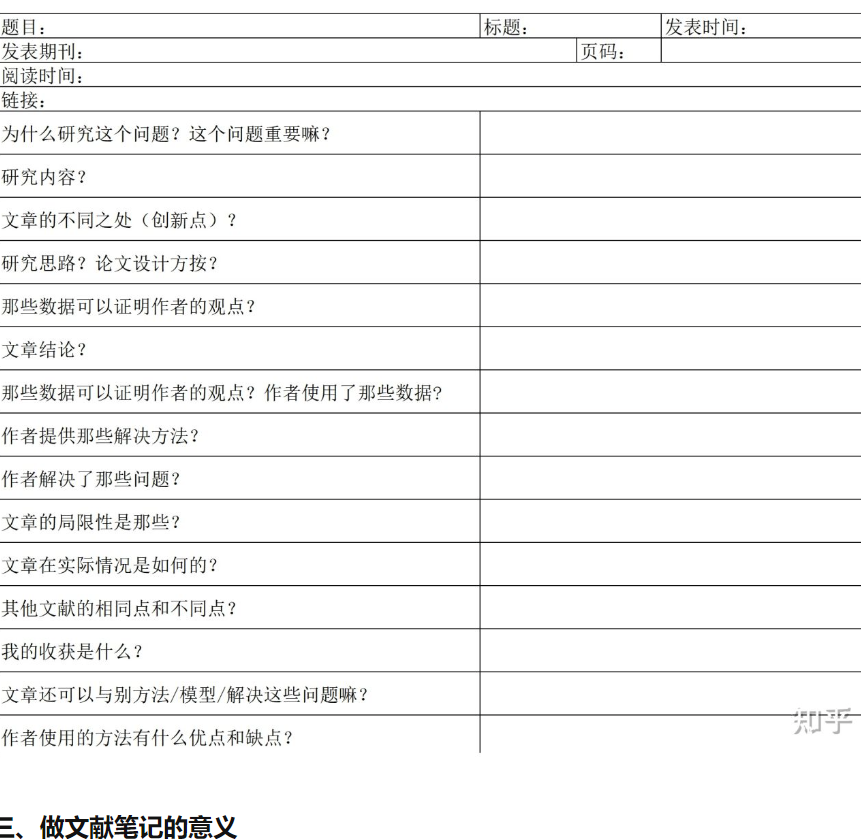 题目： 标题： 发表时间：
发表期刊： 页码：
阅读时间：
链接：
为什么研究这个问题？这个问题重要嘛？
研究内容？
文章的不同之处（创新点）？
研究思路？论文设计方按？
那些数据可以证明作者的观点？
文章结论？
那些数据可以证明作者的观点？作者使用了那些数据?
作者提供那些解决方法？
作者解决了那些问题？
文章的局限性是那些？
文章在实际情况是如何的？
其他文献的相同点和不同点？
我的收获是什么？
文章还可以与别方法/模型/解决这些问题嘛？
知乎
作者使用的方法有什么优点和缺点？
三、做文献笔记的意义